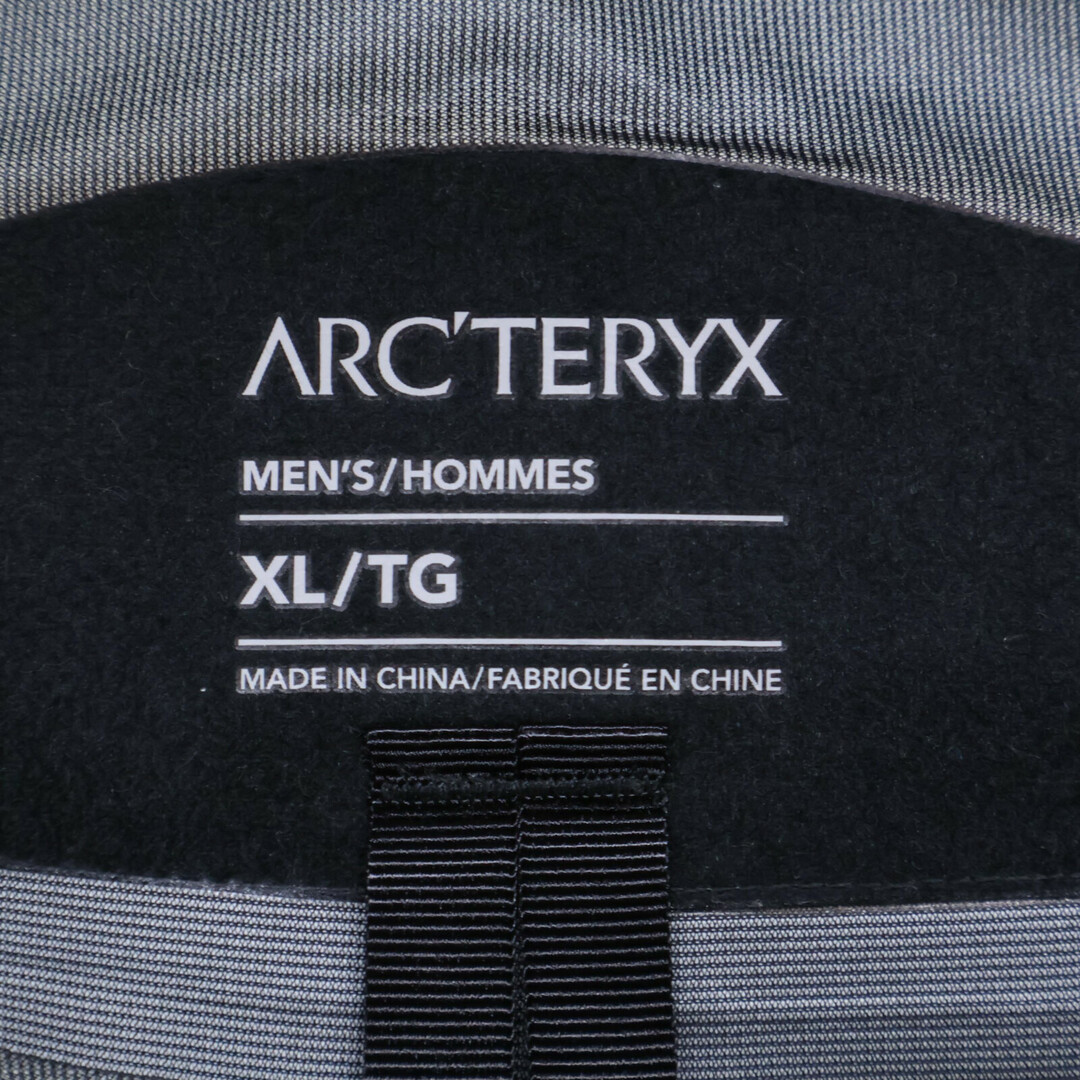 ARC'TERYX
MEN'S/HOMMES
XL/TG
MADE IN CHINA/FABRIQUÉ EN CHINE